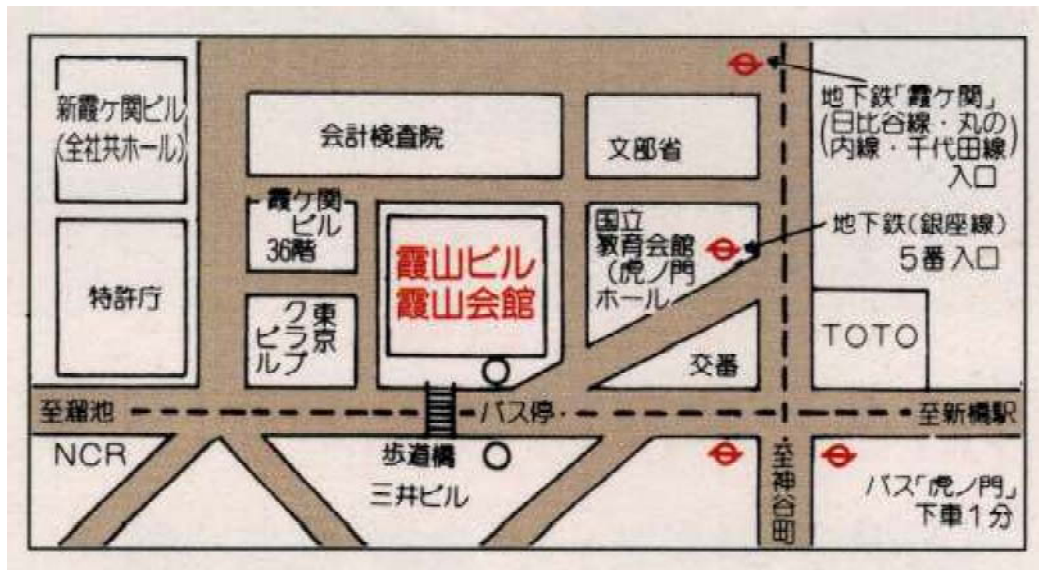 新霞ケ関ビル
(全社共ホール)
会計検査院
文部省
地下鉄「霞ケ関」
(日比谷線・丸の
内線・千代田線)
入口
霞ケ関
ビル
36階
霞山ビル
霞山会館
国立
教育会館
(虎ノ門
ホール
地下鉄(銀座線)
5番入口
特許庁
東京
クラブ
ビル
交番
TOTO
至溜池
バス停
至新橋駅
NCR
歩道橋
三井ビル
至神谷町
バス「虎ノ門」
下車1分